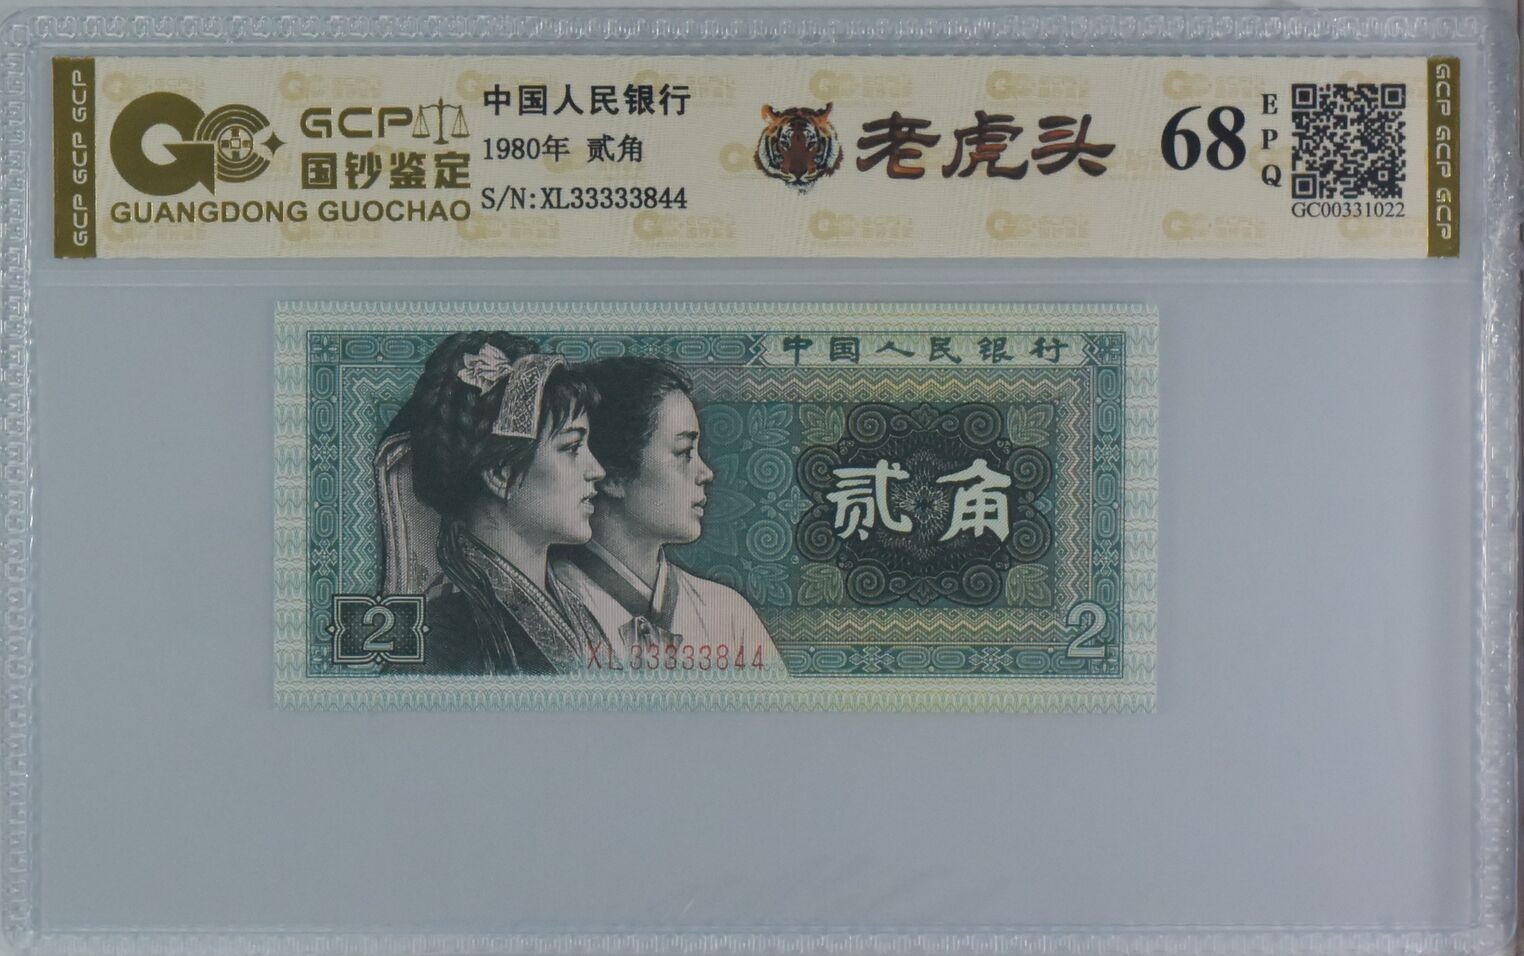 GCP GCP GCP
GCP
国钞鉴定
GUANGDONG GUOCHAO
中国人民银行
1980年 贰角
S/N:XL33333844
老虎头
68
EPQ
GC00331022
GCP GCP GCP
中国人民银行
贰角
2
2
XL33333844